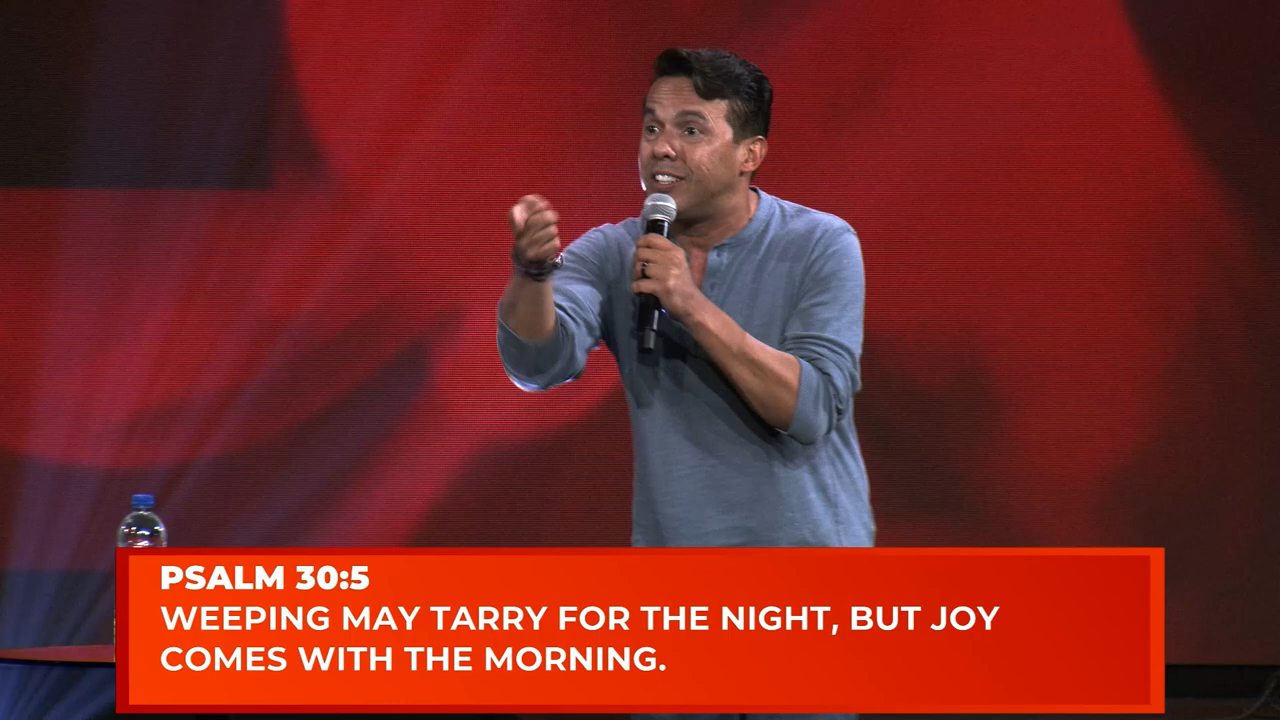 PSALM 30:5
WEEPING MAY TARRY FOR THE NIGHT, BUT JOY
COMES WITH THE MORNING.